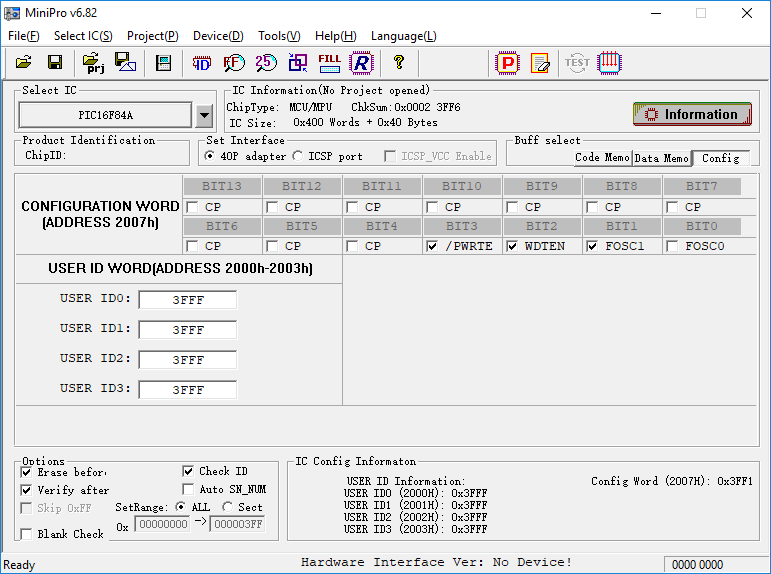 MiniPro v6.82
File(F) Select IC(S) Project(P) Device(D) Tools(V) Help(H) Language(L)
prj ID F 25 FILL R ? P TEST
Select IC
PIC16F84A
IC Information(No Project opened)
ChipType: MCU/MPU ChkSum:0x0002 3FF6
IC Size: 0x400 Words + 0x40 Bytes
Information
Product Identification
ChipID:
Set Interface
40P adapter ICSP port ICSP_VCC Enable
Buff select
Code Memo Data Memo Config
CONFIGURATION WORD
(ADDRESS 2007h)
BIT13 BIT12 BIT11 BIT10 BIT9 BIT8 BIT7
CP CP CP CP CP CP CP
BIT6 BIT5 BIT4 BIT3 BIT2 BIT1 BIT0
CP CP CP /PWRTE WDTEN FOSC1 FOSC0
USER ID WORD(ADDRESS 2000h-2003h)
USER ID0: 3FFF
USER ID1: 3FFF
USER ID2: 3FFF
USER ID3: 3FFF
Options
Erase befor Check ID
Verify after Auto SN_NUM
Skip 0xFF SetRange: ALL Sect
0x 00000000 -> 000003FF
Blank Check
IC Config Informaton
USER ID Information: Config Word (2007H): 0x3FF1
USER ID0 (2000H): 0x3FFF
USER ID1 (2001H): 0x3FFF
USER ID2 (2002H): 0x3FFF
USER ID3 (2003H): 0x3FFF
Ready Hardware Interface Ver: No Device! 0000 0000